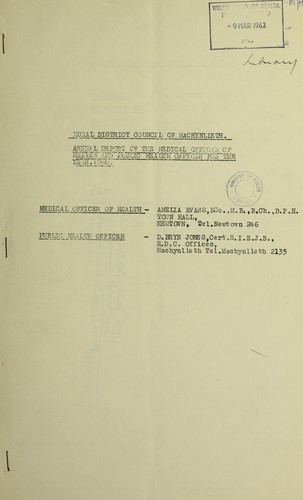 - 9 MAR 1962
Library
RURAL DISTRICT COUNCIL OF MACHYNLLETH.
ANNUAL REPORT OF THE MEDICAL OFFICER OF
HEALTH AND PUBLIC HEALTH OFFICER FOR THE
YEAR,
MEDICAL OFFICER OF HEALTH - AMELIA EVANS,BSc.,M.B.,B.Ch.,D.P.H.
TOWN HALL,
NEWTOWN, Tel.Newtown 246
PUBLIC HEALTH OFFICER - D.BRYN JONES,Cert.S.I.E.J.B.,
R.D.C. Offices,
Machynlleth Tel.Machynlleth 2135